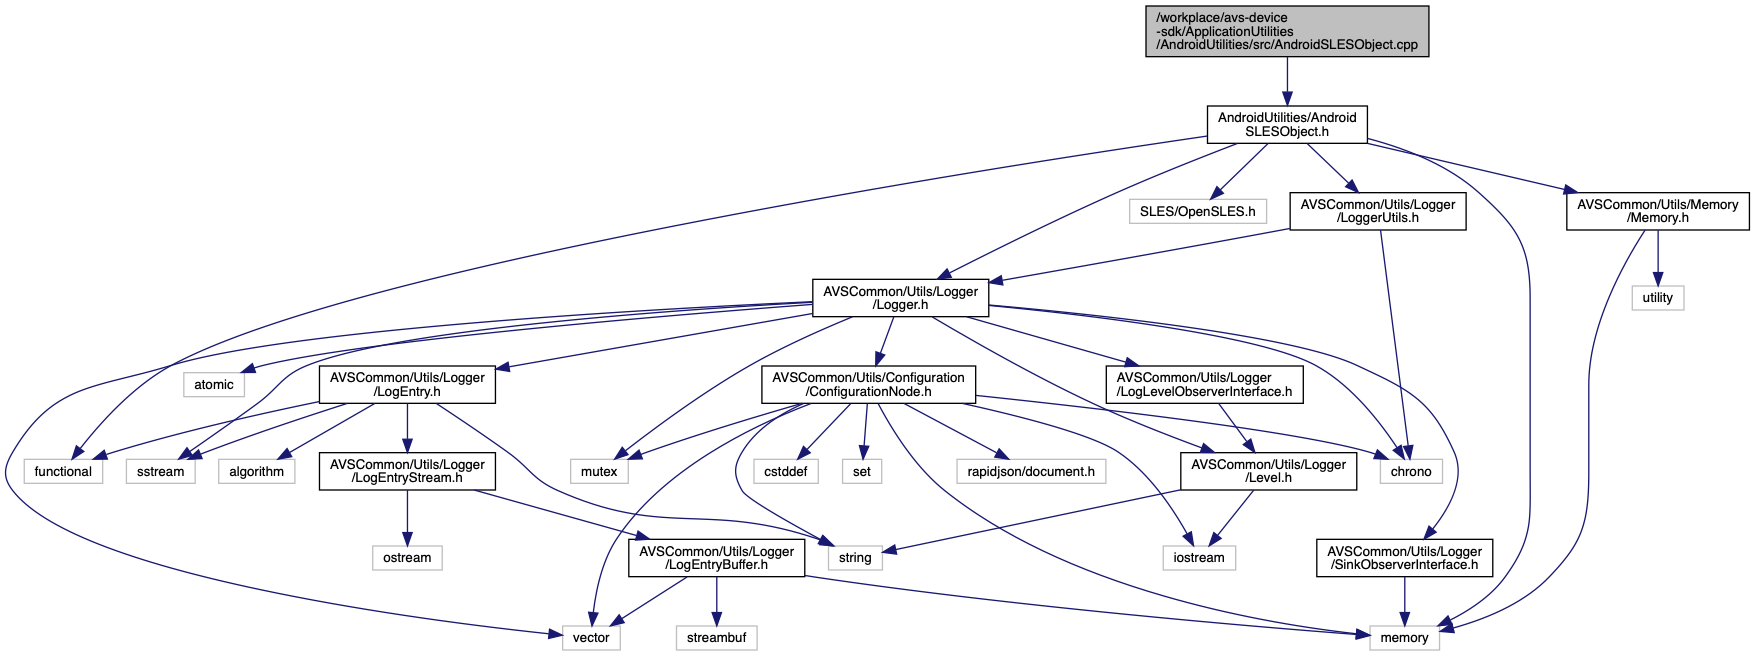 /workplace/avs-device
-sdk/ApplicationUtilities
/AndroidUtilities/src/AndroidSLESObject.cpp
AndroidUtilities/Android
SLESObject.h
SLES/OpenSLES.h
AVSCommon/Utils/Logger
/LoggerUtils.h
AVSCommon/Utils/Memory
/Memory.h
AVSCommon/Utils/Logger
/Logger.h
utility
atomic
AVSCommon/Utils/Logger
/LogEntry.h
AVSCommon/Utils/Configuration
/ConfigurationNode.h
AVSCommon/Utils/Logger
/LogLevelObserverInterface.h
functional
sstream
algorithm
AVSCommon/Utils/Logger
/LogEntryStream.h
mutex
cstddef
set
rapidjson/document.h
AVSCommon/Utils/Logger
/Level.h
chrono
ostream
AVSCommon/Utils/Logger
/LogEntryBuffer.h
string
iostream
AVSCommon/Utils/Logger
/SinkObserverInterface.h
vector
streambuf
memory